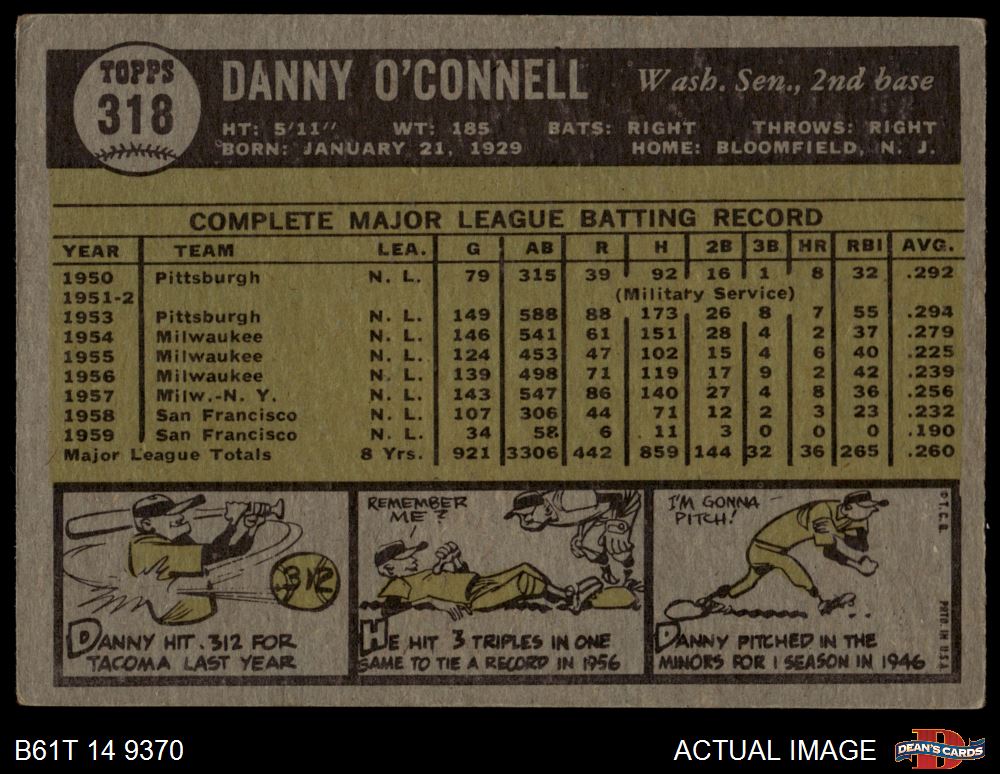 TOPPS
318
DANNY O'CONNELL
Wash. Sen., 2nd base
HT: 5'11" WT: 185 BATS: RIGHT THROWS: RIGHT
BORN: JANUARY 21, 1929 HOME: BLOOMFIELD, N. J.
COMPLETE MAJOR LEAGUE BATTING RECORD
YEAR TEAM LEA. G AB R H 2B 3B HR RBI AVG.
1950 Pittsburgh N. L. 79 315 39 92 16 1 8 32 .292
1951-2 (Military Service)
1953 Pittsburgh N. L. 149 588 88 173 26 8 7 55 .294
1954 Milwaukee N. L. 146 541 61 151 28 4 2 37 .279
1955 Milwaukee N. L. 124 453 47 102 15 4 6 40 .225
1956 Milwaukee N. L. 139 498 71 119 17 9 2 42 .239
1957 Milw.-N. Y. N. L. 143 547 86 140 27 4 8 36 .256
1958 San Francisco N. L. 107 306 44 71 12 2 3 23 .232
1959 San Francisco N. L. 34 58 6 11 3 0 0 0 .190
Major League Totals 8 Yrs. 921 3306 442 859 144 32 36 265 .260
312
DANNY HIT .312 FOR
TACOMA LAST YEAR
REMEMBER
ME?
HE HIT 3 TRIPLES IN ONE
GAME TO TIE A RECORD IN 1956
I'M GONNA
PITCH!
DANNY PITCHED IN THE
MINORS FOR 1 SEASON IN 1946
© T.C.G.
PRTD. IN U.S.A.
B61T 14 9370
ACTUAL IMAGE
DEAN'S CARDS